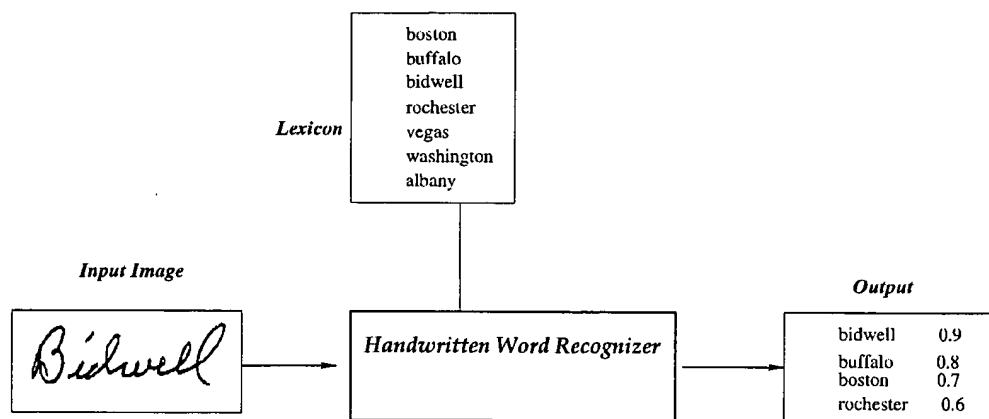 boston
buffalo
bidwell
rochester
Lexicon
vegas
washington
albany
Input Image
Output
Bidwell
Handwritten Word Recognizer
bidwell 0.9
buffalo 0.8
boston 0.7
rochester 0.6